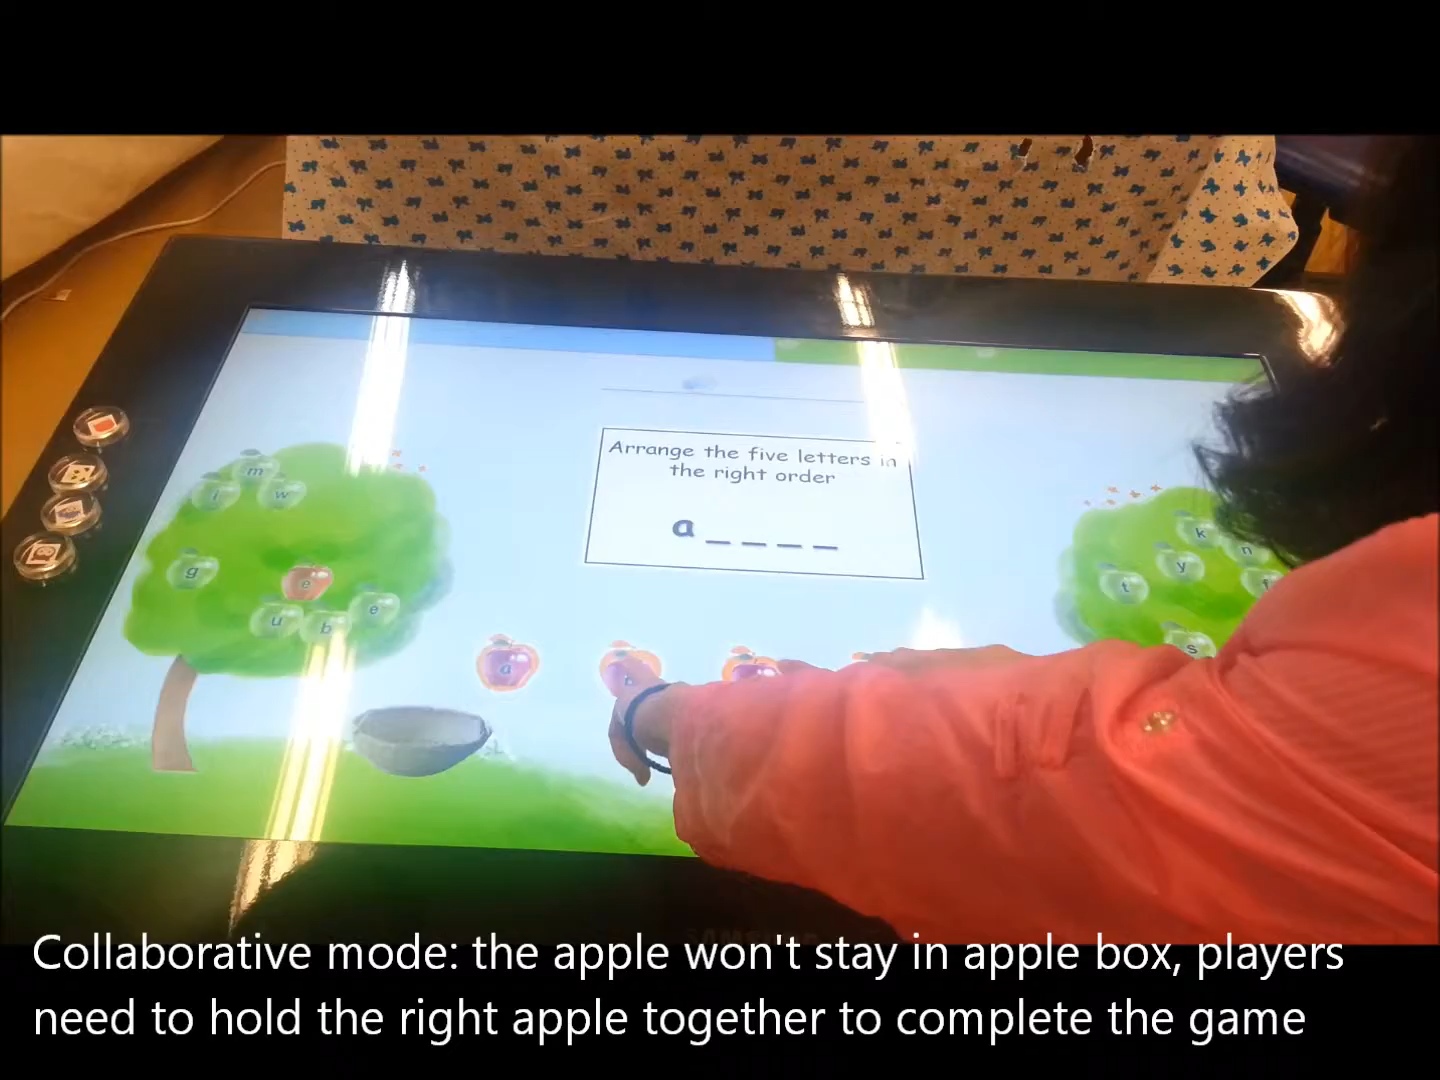 Arrange the five letters in
the right order
a _ _ _ _
m
i
w
g
e
u
b
e
a
k
n
y
t
s
Collaborative mode: the apple won't stay in apple box, players
need to hold the right apple together to complete the game